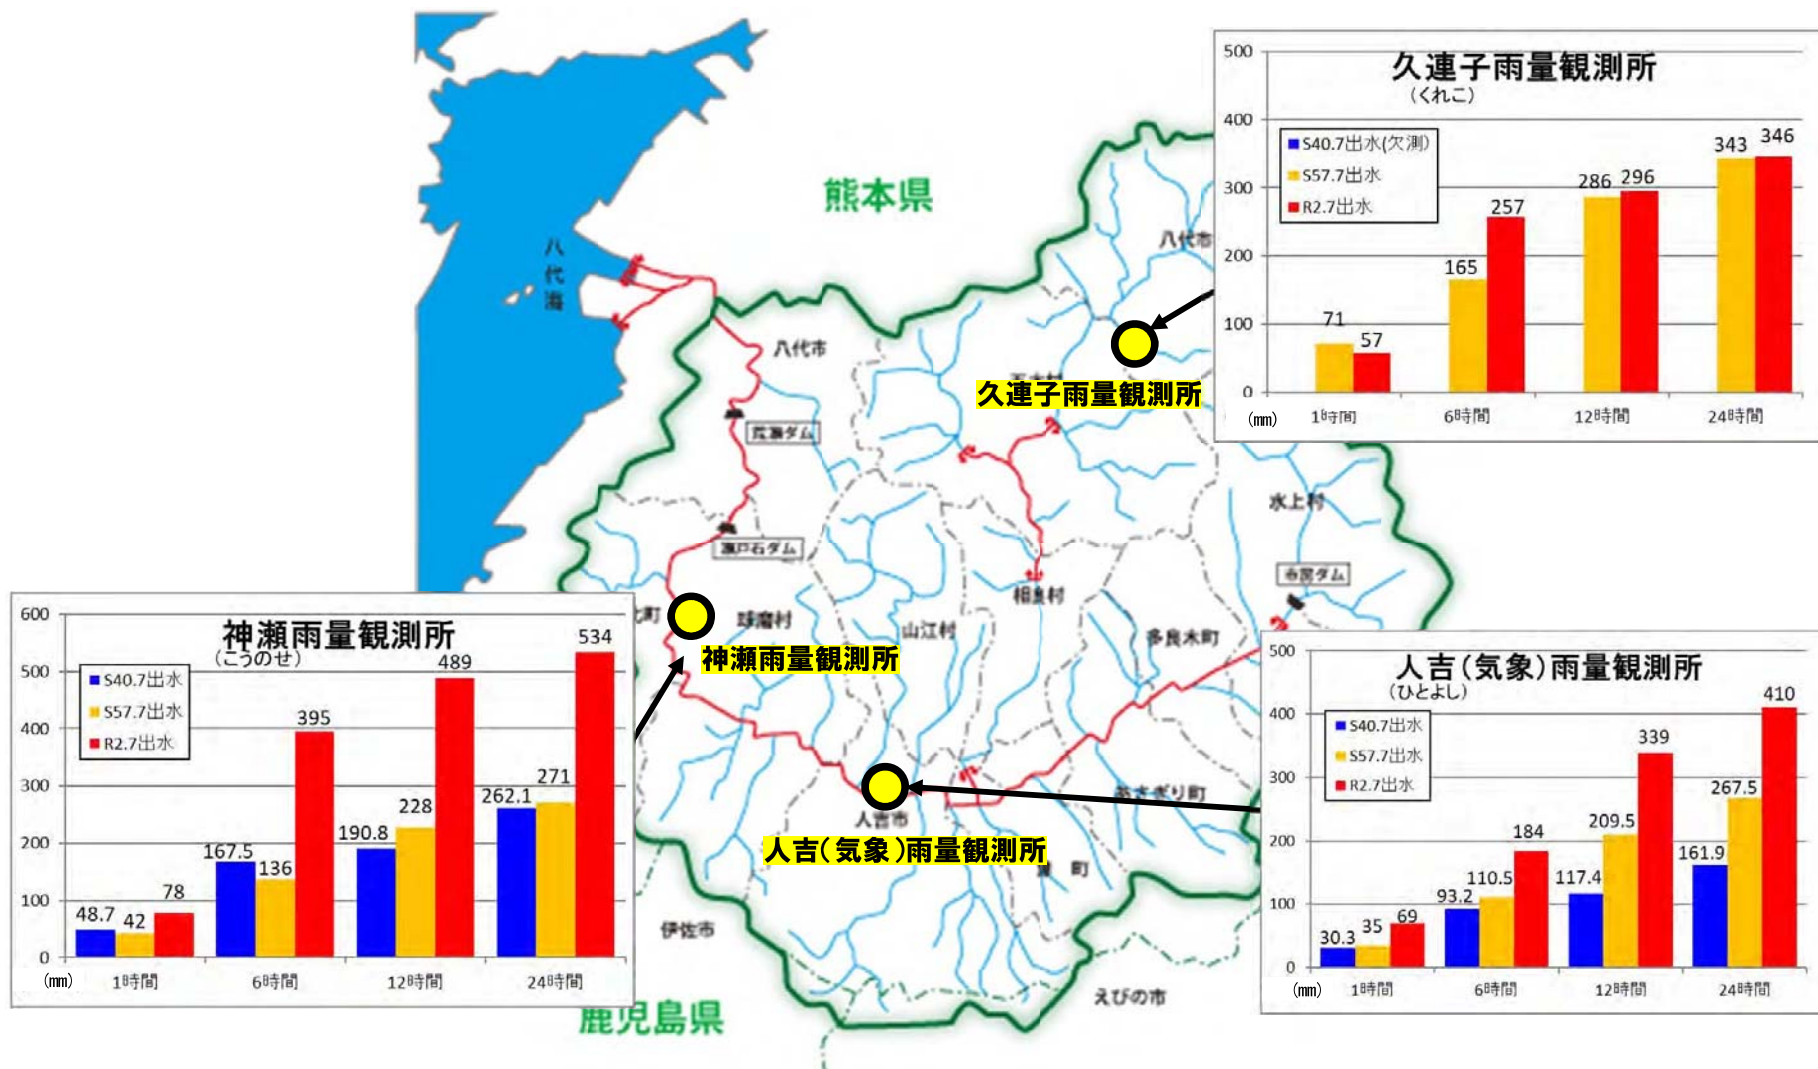 熊本県
八代海
八代市
八代市
荒瀬ダム
瀬戸石ダム
球磨村
山江村
相良村
水上村
市房ダム
多良木町
あさぎり町
町
人吉市
伊佐市
えびの市
鹿児島県
久連子雨量観測所
神瀬雨量観測所
人吉(気象)雨量観測所
久連子雨量観測所
(くれこ)
S40.7出水(欠測)
S57.7出水
R2.7出水
500
400
300
200
100
0
71
57
165
257
286
296
343
346
(mm)
1時間
6時間
12時間
24時間
神瀬雨量観測所
(こうのせ)
S40.7出水
S57.7出水
R2.7出水
600
500
400
300
200
100
0
48.7
42
78
167.5
136
395
190.8
228
489
262.1
271
534
(mm)
1時間
6時間
12時間
24時間
人吉(気象)雨量観測所
(ひとよし)
S40.7出水
S57.7出水
R2.7出水
500
400
300
200
100
0
30.3
35
69
93.2
110.5
184
117.4
209.5
339
161.9
267.5
410
(mm)
1時間
6時間
12時間
24時間